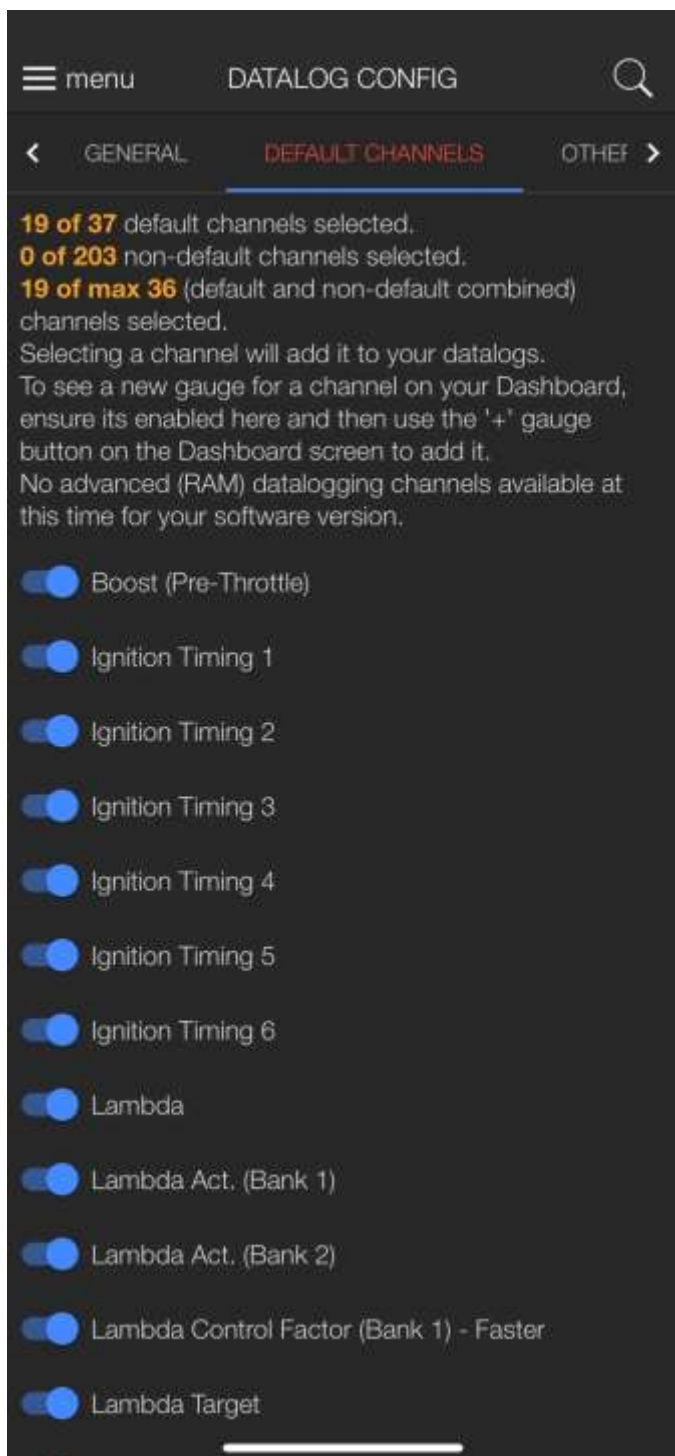 menu DATALOG CONFIG
GENERAL DEFAULT CHANNELS OTHER
19 of 37 default channels selected.
0 of 203 non-default channels selected.
19 of max 36 (default and non-default combined)
channels selected.
Selecting a channel will add it to your datalogs.
To see a new gauge for a channel on your Dashboard,
ensure its enabled here and then use the '+' gauge
button on the Dashboard screen to add it.
No advanced (RAM) datalogging channels available at
this time for your software version.
Boost (Pre-Throttle)
Ignition Timing 1
Ignition Timing 2
Ignition Timing 3
Ignition Timing 4
Ignition Timing 5
Ignition Timing 6
Lambda
Lambda Act. (Bank 1)
Lambda Act. (Bank 2)
Lambda Control Factor (Bank 1) - Faster
Lambda Target